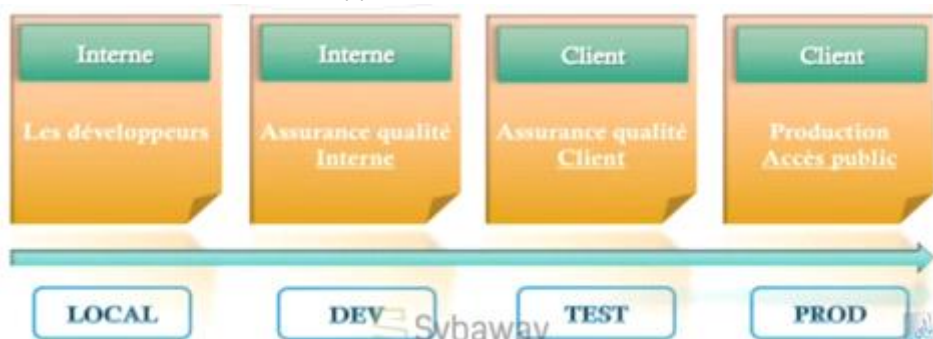 Interne
Interne
Client
Client
Les développeurs
Assurance qualité
Interne
Assurance qualité
Client
Production
Accès public
LOCAL
DEV
TEST
PROD
Sybaway